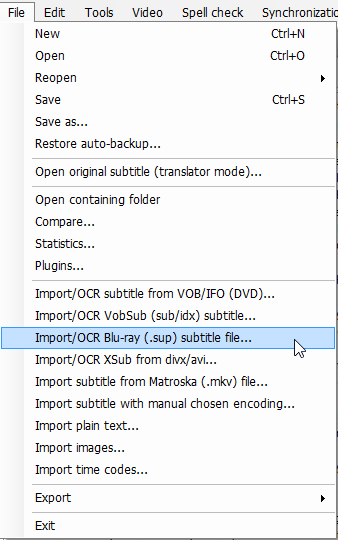 File Edit Tools Video Spell check Synchronizatio
New Ctrl+N
Open Ctrl+O
Reopen
Save Ctrl+S
Save as...
Restore auto-backup...
Open original subtitle (translator mode)...
Open containing folder
Compare...
Statistics...
Plugins...
Import/OCR subtitle from VOB/IFO (DVD)...
Import/OCR VobSub (sub/idx) subtitle...
Import/OCR Blu-ray (.sup) subtitle file...
Import/OCR XSub from divx/avi...
Import subtitle from Matroska (.mkv) file...
Import subtitle with manual chosen encoding...
Import plain text...
Import images...
Import time codes...
Export
Exit